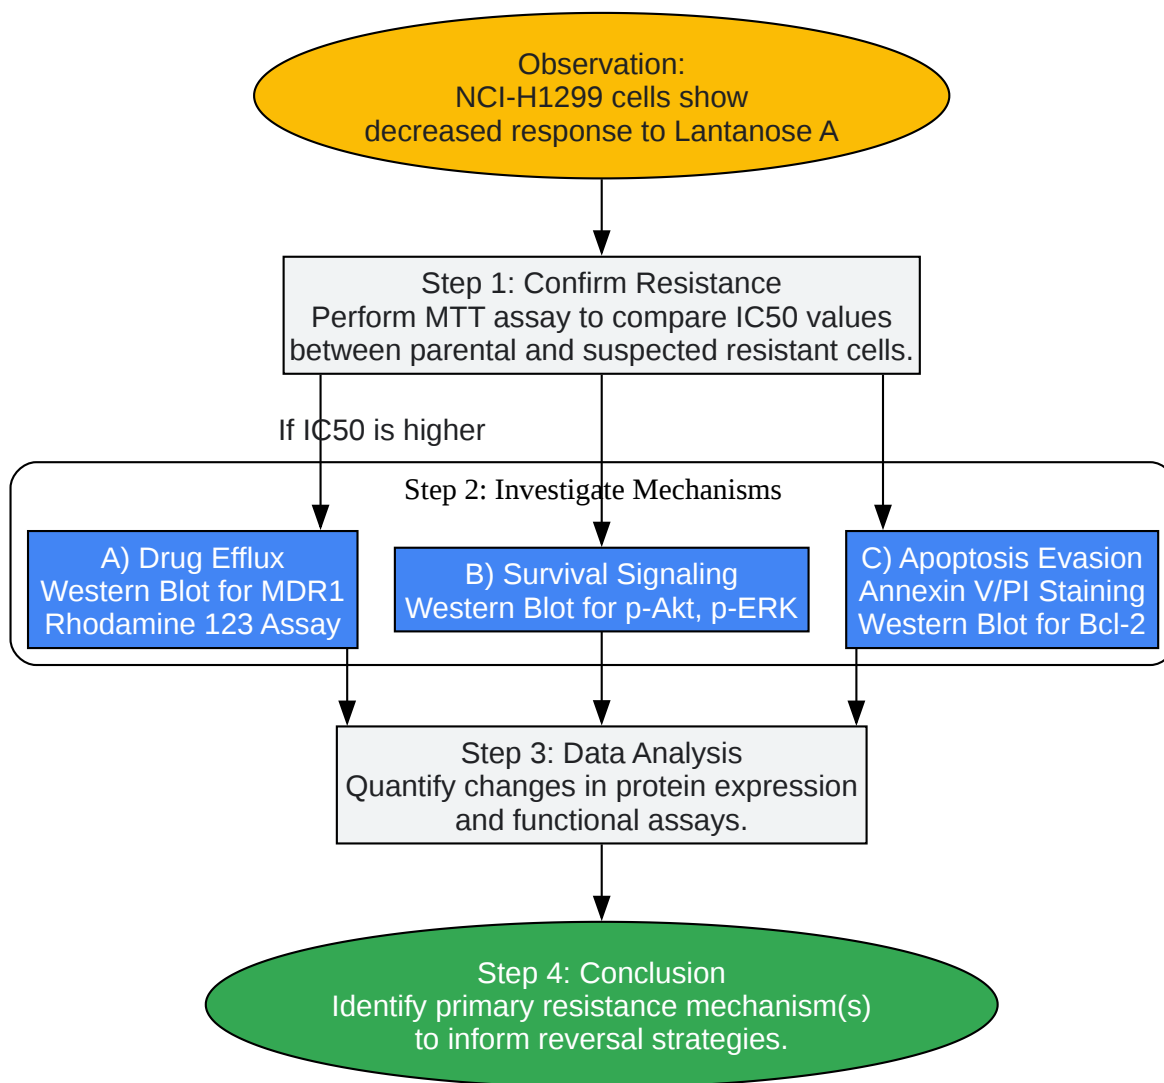 Observation:
NCI-H1299 cells show
decreased response to Lantanose A
Step 1: Confirm Resistance
Perform MTT assay to compare IC50 values
between parental and suspected resistant cells.
If IC50 is higher
Step 2: Investigate Mechanisms
A) Drug Efflux
Western Blot for MDR1
Rhodamine 123 Assay
B) Survival Signaling
Western Blot for p-Akt, p-ERK
C) Apoptosis Evasion
Annexin V/PI Staining
Western Blot for Bcl-2
Step 3: Data Analysis
Quantify changes in protein expression
and functional assays.
Step 4: Conclusion
Identify primary resistance mechanism(s)
to inform reversal strategies.